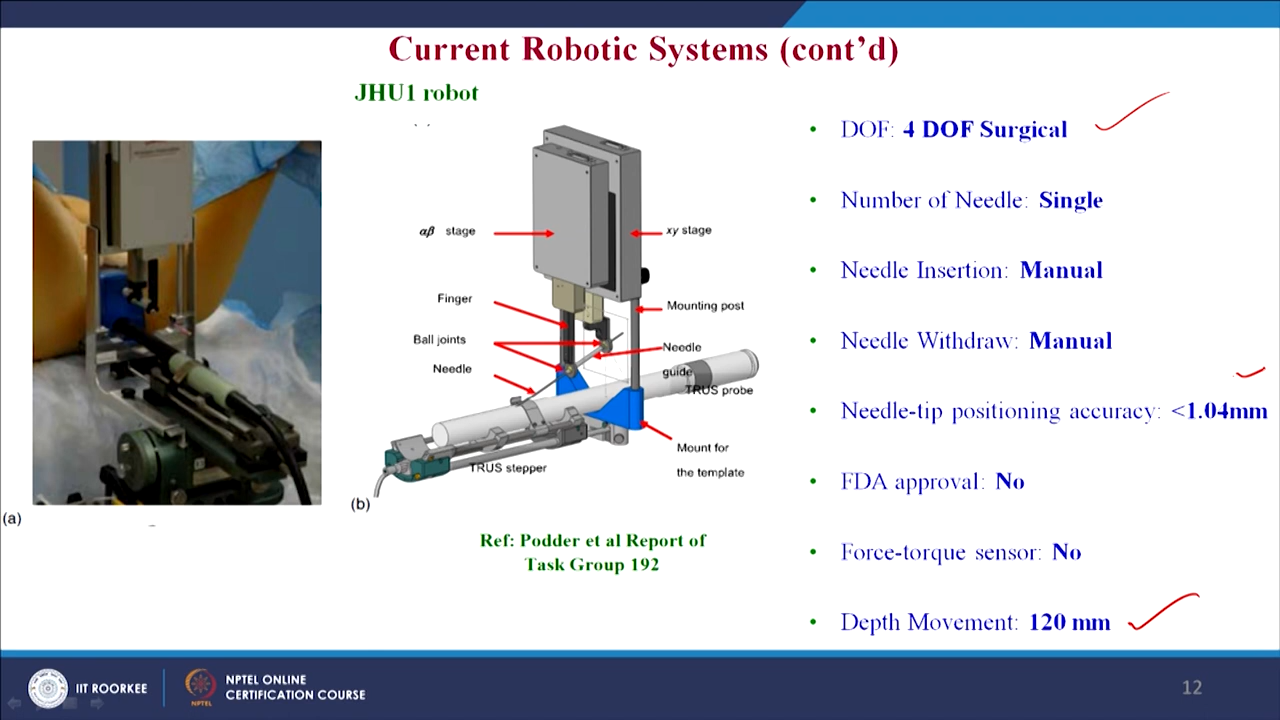 Current Robotic Systems (cont’d)
JHU1 robot
αβ stage
xy stage
Finger
Mounting post
Ball joints
Needle
Needle
guide
TRUS probe
Mount for
the template
TRUS stepper
(a)
(b)
Ref: Podder et al Report of
Task Group 192
• DOF: 4 DOF Surgical
• Number of Needle: Single
• Needle Insertion: Manual
• Needle Withdraw: Manual
• Needle-tip positioning accuracy: <1.04mm
• FDA approval: No
• Force-torque sensor: No
• Depth Movement: 120 mm
IIT ROORKEE
NPTEL
NPTEL ONLINE
CERTIFICATION COURSE
12